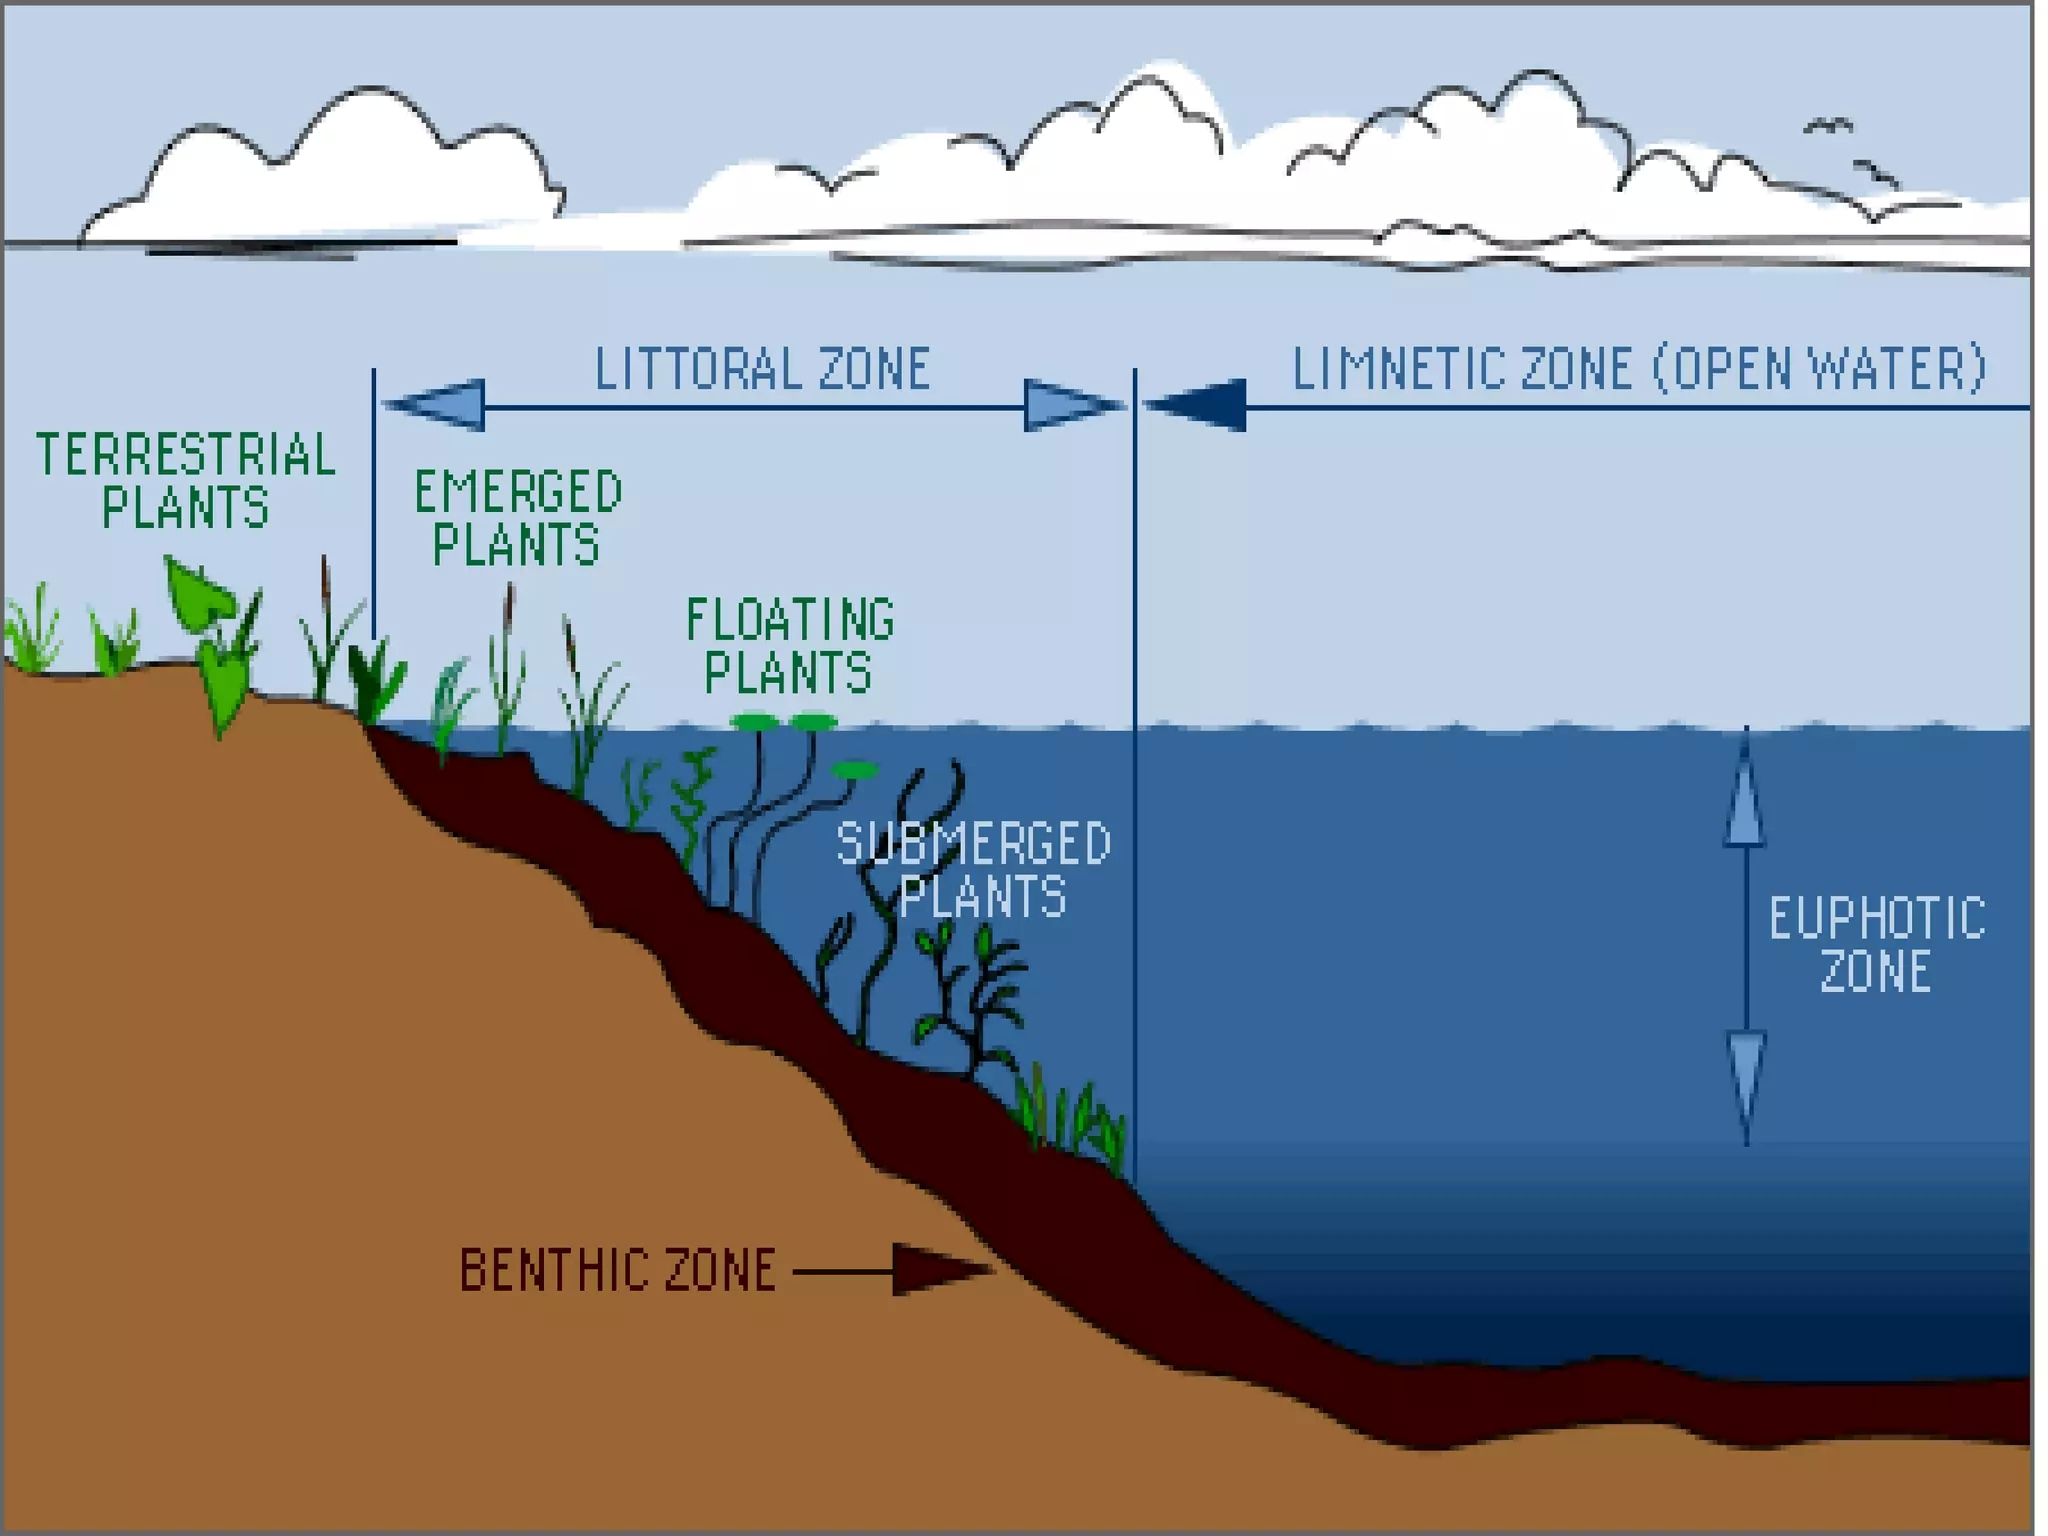 LITTORAL ZONE
LIMNETIC ZONE (OPEN WATER)
TERRESTRIAL
PLANTS
EMERGED
PLANTS
FLOATING
PLANTS
SUBMERGED
PLANTS
EUPHOTIC
ZONE
BENTHIC ZONE